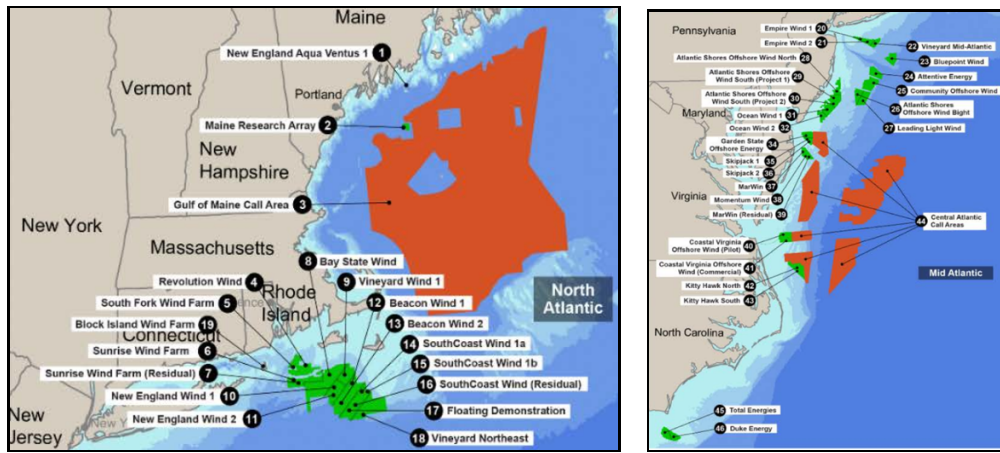 Maine
New England Aqua Ventus 1 1
Vermont
Portland
Maine Research Array 2
New
Hampshire
Gulf of Maine Call Area 3
New York
Massachusetts
8 Bay State Wind
Revolution Wind 4
9 Vineyard Wind 1
Rhode
Island
South Fork Wind Farm 5
12 Beacon Wind 1
North
Atlantic
Block Island Wind Farm 19
13 Beacon Wind 2
Connecticut
Sunrise Wind Farm 6
14 SouthCoast Wind 1a
Sunrise Wind Farm (Residual) 7
15 SouthCoast Wind 1b
New England Wind 1 10
16 SouthCoast Wind (Residual)
New
Jersey
New England Wind 2 11
17 Floating Demonstration
18 Vineyard Northeast
Pennsylvania
Empire Wind 1 20
Empire Wind 2 21
22 Vineyard Mid-Atlantic
Atlantic Shores Offshore Wind North 28
23 Bluepoint Wind
Atlantic Shores Offshore
Wind South (Project 1) 29
24 Attentive Energy
25 Community Offshore Wind
Atlantic Shores Offshore
Wind South (Project 2) 30
26 Atlantic Shores
Offshore Wind Bight
Maryland
Ocean Wind 1 31
27 Leading Light Wind
Ocean Wind 2 32
Garden State
Offshore Energy 34
Skipjack 1 35
Skipjack 2 36
MarWin 37
Virginia
Momentum Wind 38
MarWin (Residual) 39
44 Central Atlantic
Call Areas
Coastal Virginia
Offshore Wind (Pilot) 40
Coastal Virginia Offshore
Wind (Commercial) 41
Mid Atlantic
Kitty Hawk North 42
Kitty Hawk South 43
North Carolina
45 Total Energies
46 Duke Energy